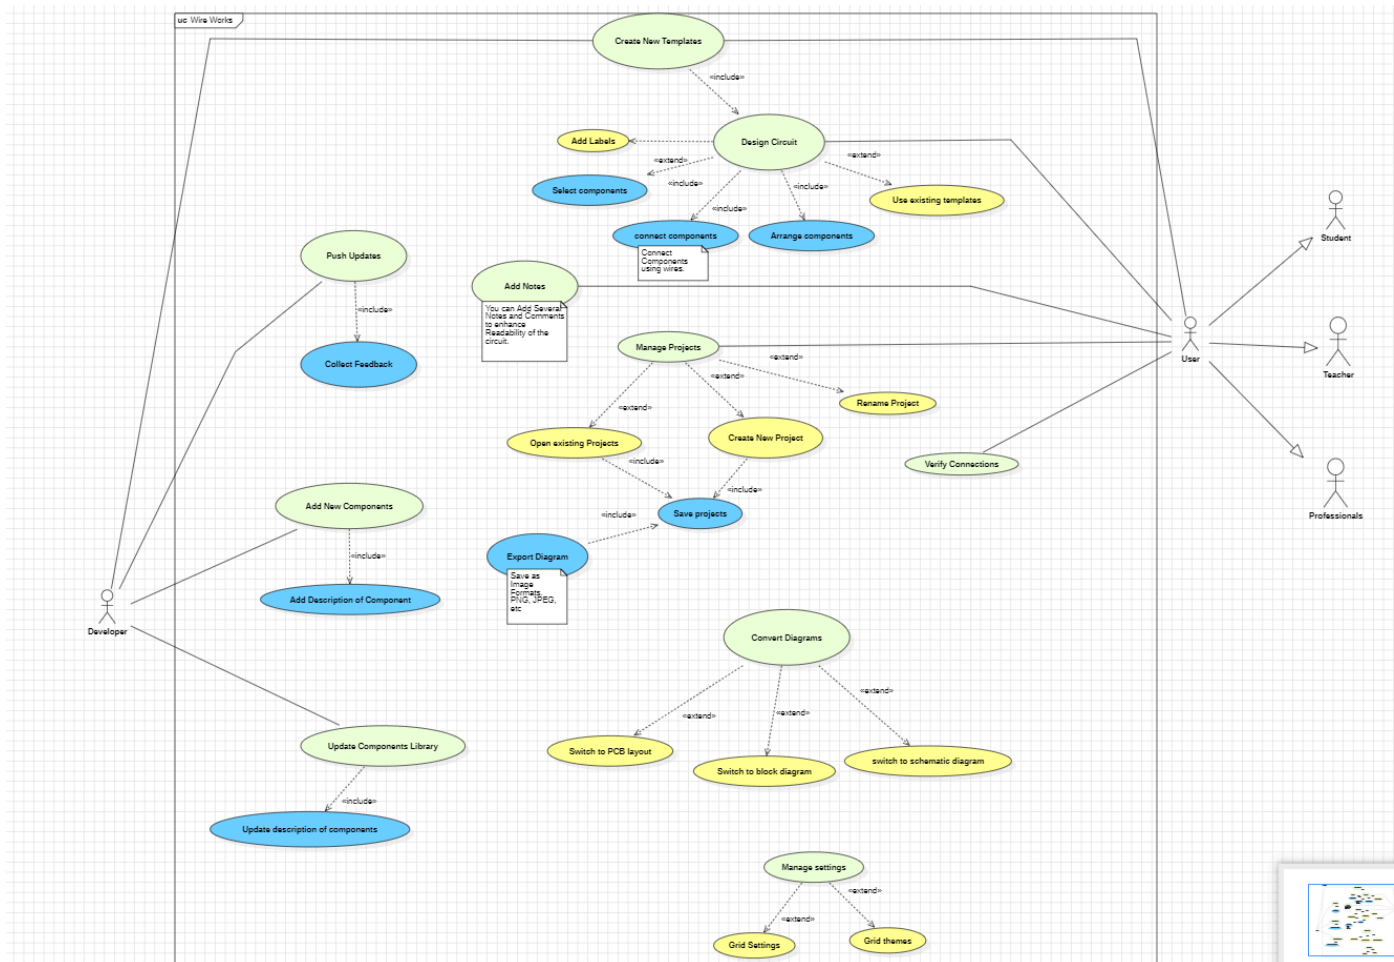 uc Wire Works
Create New Templates
«include»
Add Labels
Design Circuit
«extend»
«extend»
Select components
«include»
«include»
Use existing templates
«include»
connect components
Arrange components
Connect
Components
using wires.
Student
Push Updates
Add Notes
You can Add Several
Notes and Comments
to enhance
Readability of the
circuit.
«include»
Manage Projects
«extend»
User
Teacher
Collect Feedback
«extend»
Rename Project
«extend»
Open existing Projects
Create New Project
«include»
Verify Connections
«include»
Add New Components
Save projects
«include»
Professionals
«include»
Export Diagram
Save as
Image
Formats,
PNG, JPEG,
etc
Add Description of Component
Developer
Convert Diagrams
«extend»
«extend»
«extend»
Update Components Library
Switch to PCB layout
Switch to block diagram
switch to schematic diagram
«include»
Update description of components
Manage settings
«extend»
«extend»
Grid Settings
Grid themes